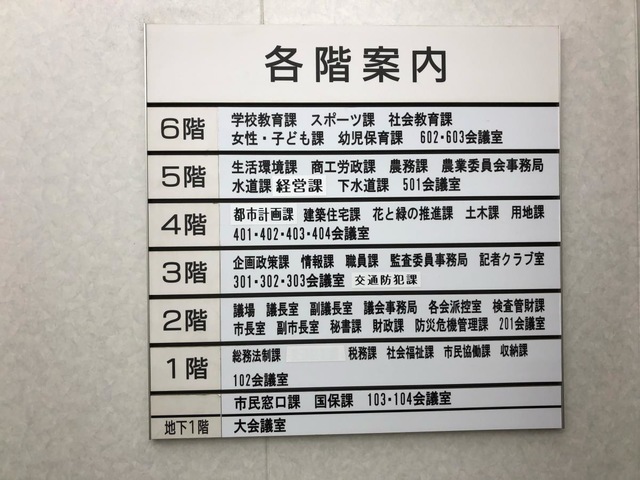 各階案内
6階
学校教育課 スポーツ課 社会教育課
女性・子ども課 幼児保育課 602・603会議室
5階
生活環境課 商工労政課 農務課 農業委員会事務局
水道課 経営課 下水道課 501会議室
4階
都市計画課 建築住宅課 花と緑の推進課 土木課 用地課
401・402・403・404会議室
3階
企画政策課 情報課 職員課 監査委員事務局 記者クラブ室
301・302・303会議室 交通防犯課
2階
議場 議長室 副議長室 議会事務局 各会派控室 検査管財課
市長室 副市長室 秘書課 財政課 防災危機管理課 201会議室
1階
総務法制課 税務課 社会福祉課 市民協働課 収納課
102会議室
市民窓口課 国保課 103・104会議室
地下1階
大会議室